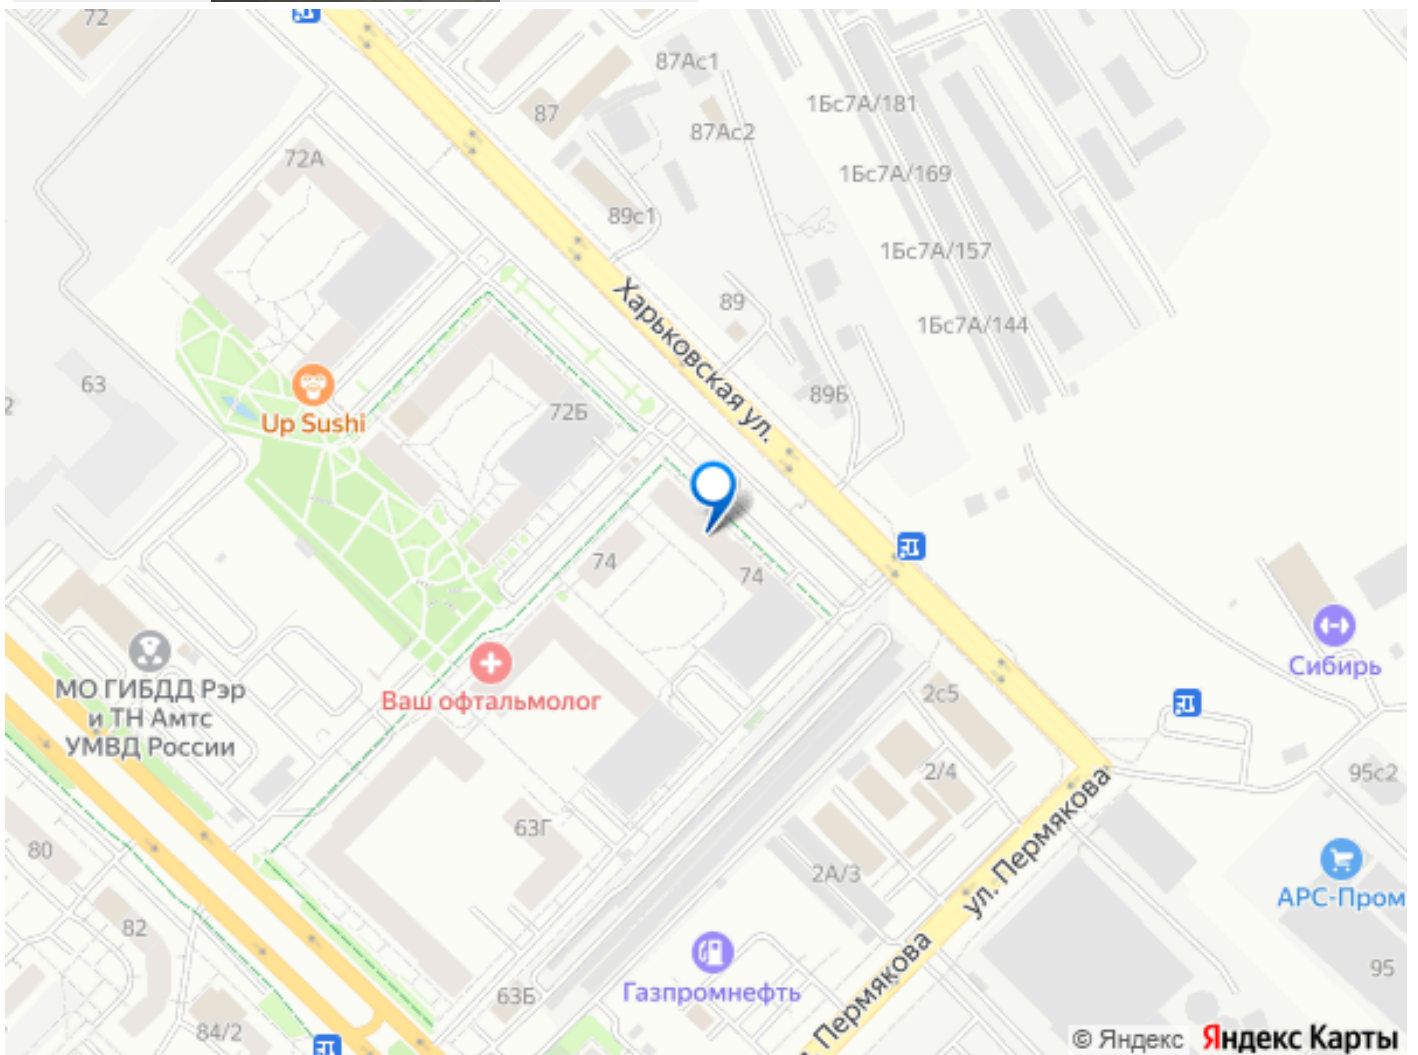 72
87Ас1
1Бс7А/181
87
87Ас2
72А
1Бс7А/169
89с1
1Бс7А/157
89
Харьковская ул.
1Бс7А/144
63
89Б
2
72Б
Up Sushi
74
74
МО ГИБДД Рэр
и ТН Амтс
УМВД России
Ваш офтальмолог
Сибирь
2с5
2/4
95с2
63Г
80
2А/3
ул. Пермякова
АРС-Пром
82
95
63Б
Газпромнефть
84/2
. Пермякова
© Яндекс Яндекс Карты